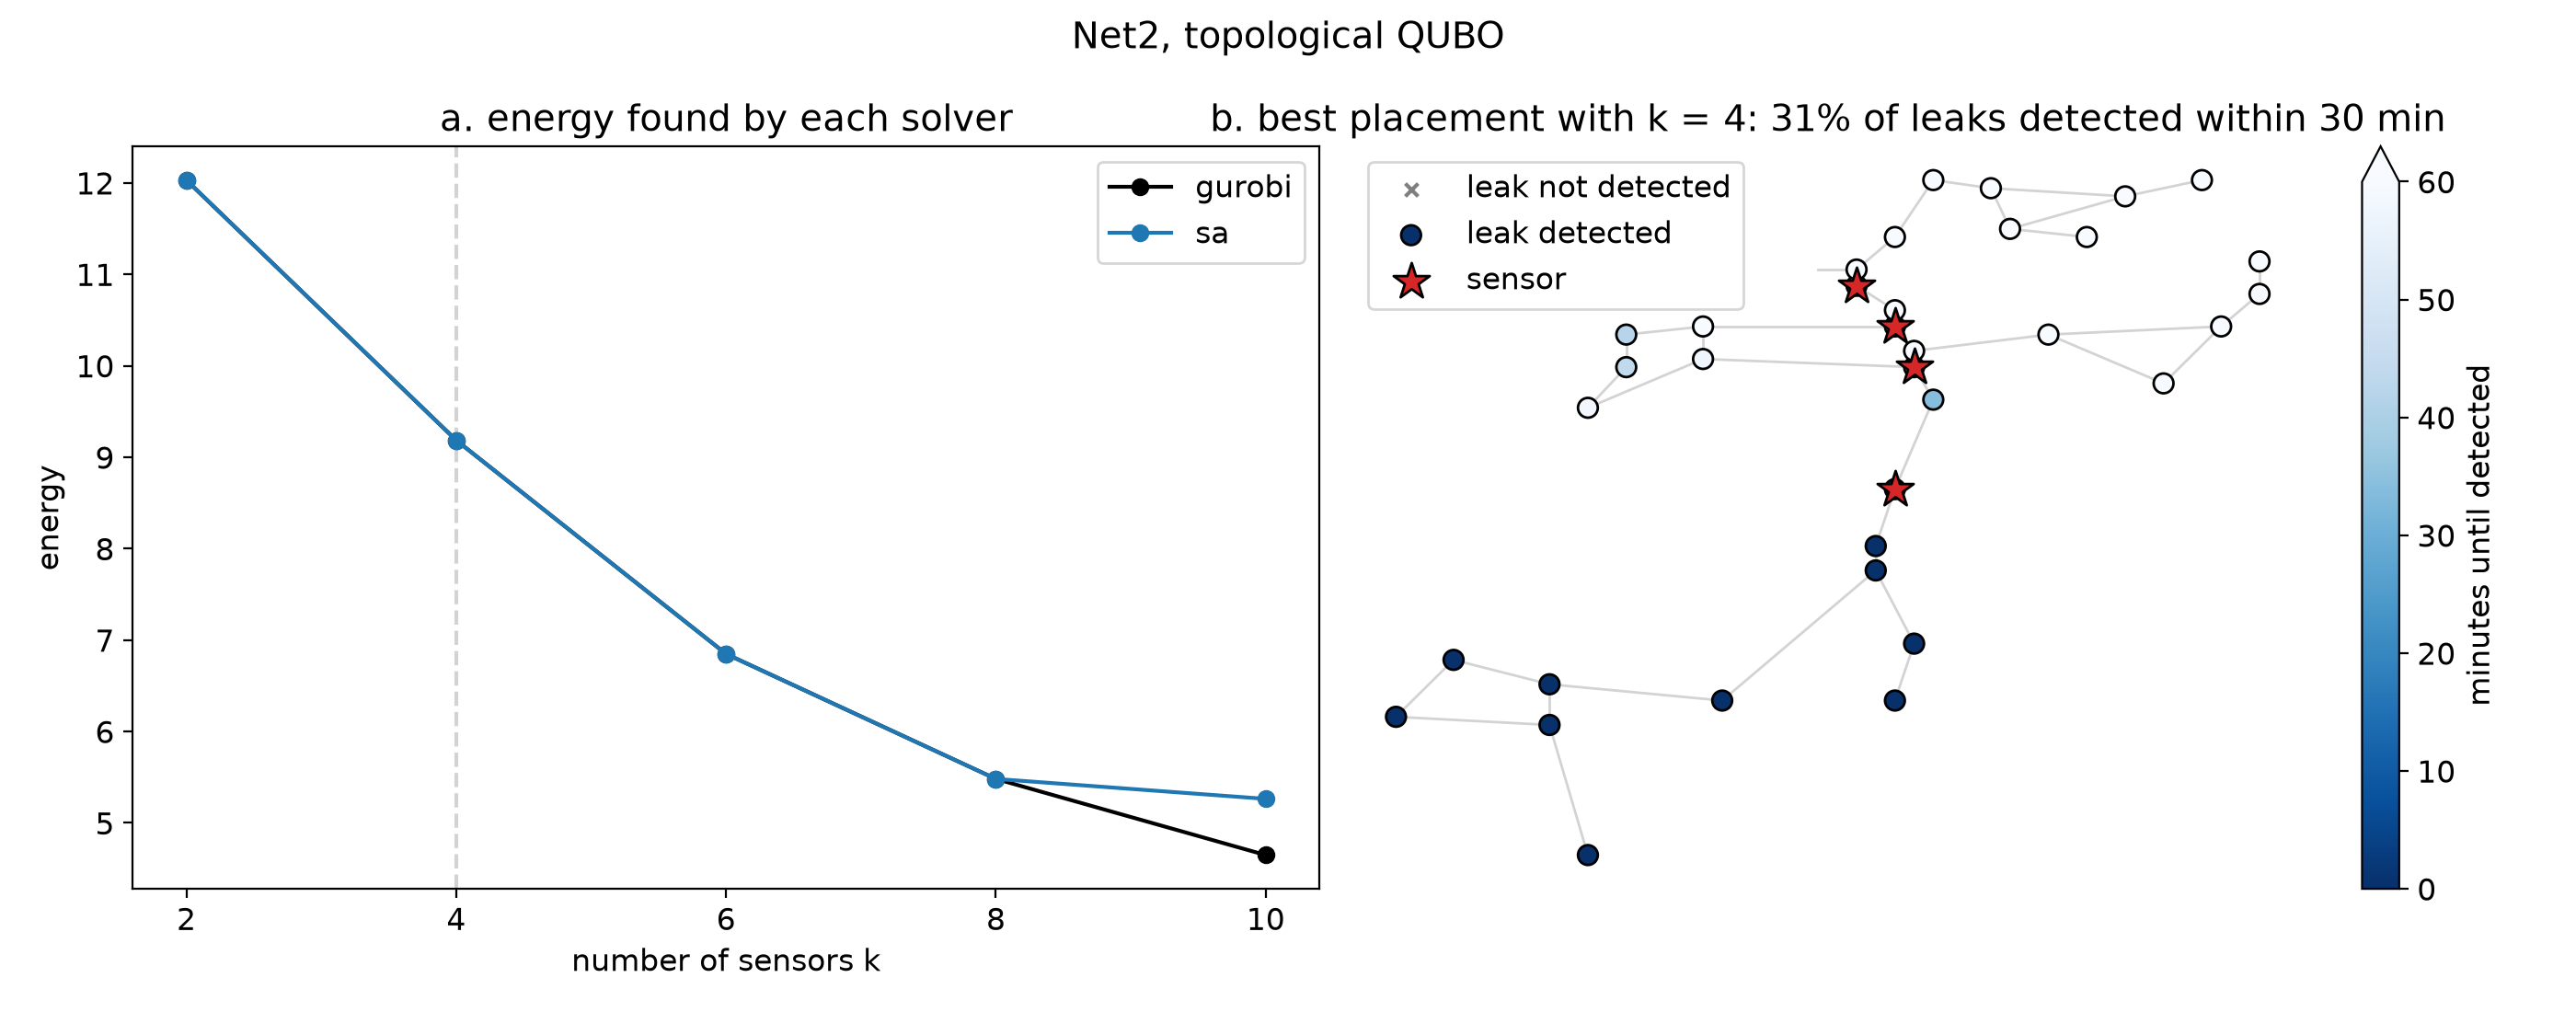 Net2, topological QUBO
a. energy found by each solver
12
11
10
9
8
7
6
5
energy
2
4
6
8
10
number of sensors k
gurobi
sa
b. best placement with k = 4: 31% of leaks detected within 30 min
leak not detected
leak detected
sensor
60
50
40
30
20
10
0
minutes until detected